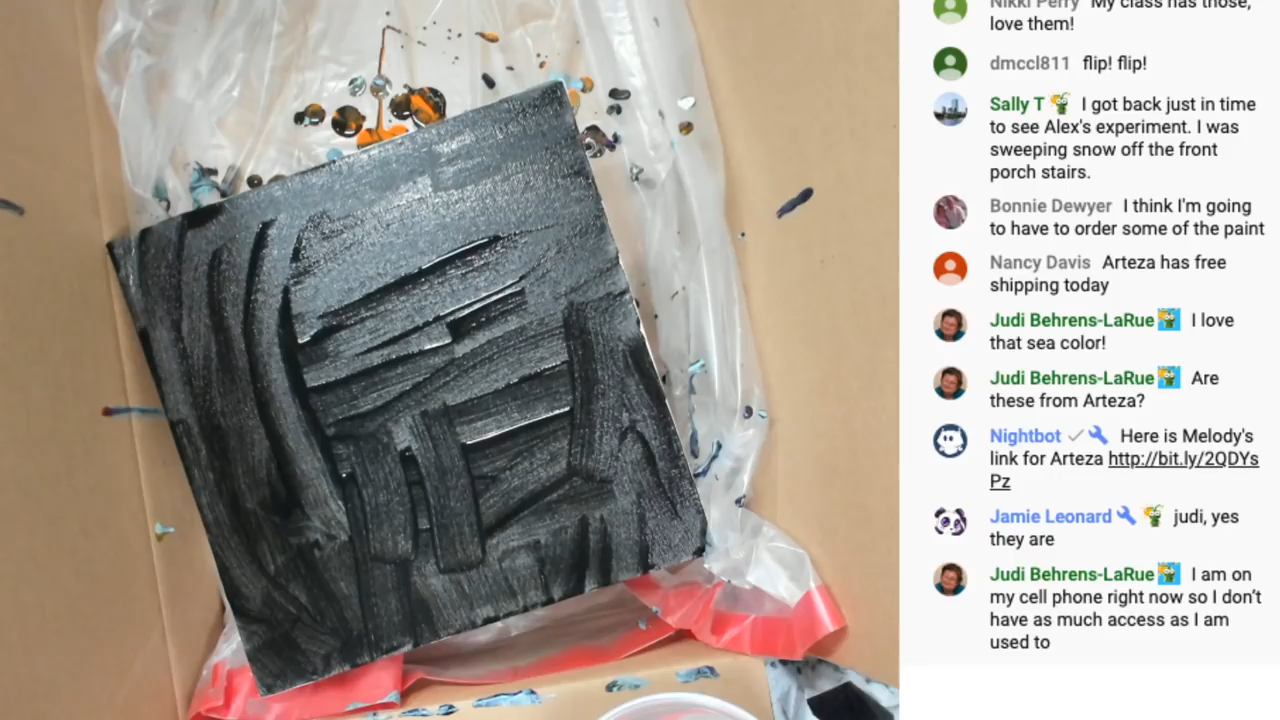 Nikki Perry My class has those,
love them!
dmccl811 flip! flip!
Sally T I got back just in time
to see Alex's experiment. I was
sweeping snow off the front
porch stairs.
Bonnie Dewyer I think I'm going
to have to order some of the paint
Nancy Davis Arteza has free
shipping today
Judi Behrens-LaRue I love
that sea color!
Judi Behrens-LaRue Are
these from Arteza?
Nightbot Here is Melody's
link for Arteza http://bit.ly/2QDYs
Pz
Jamie Leonard judi, yes
they are
Judi Behrens-LaRue I am on
my cell phone right now so I don't
have as much access as I am
used to